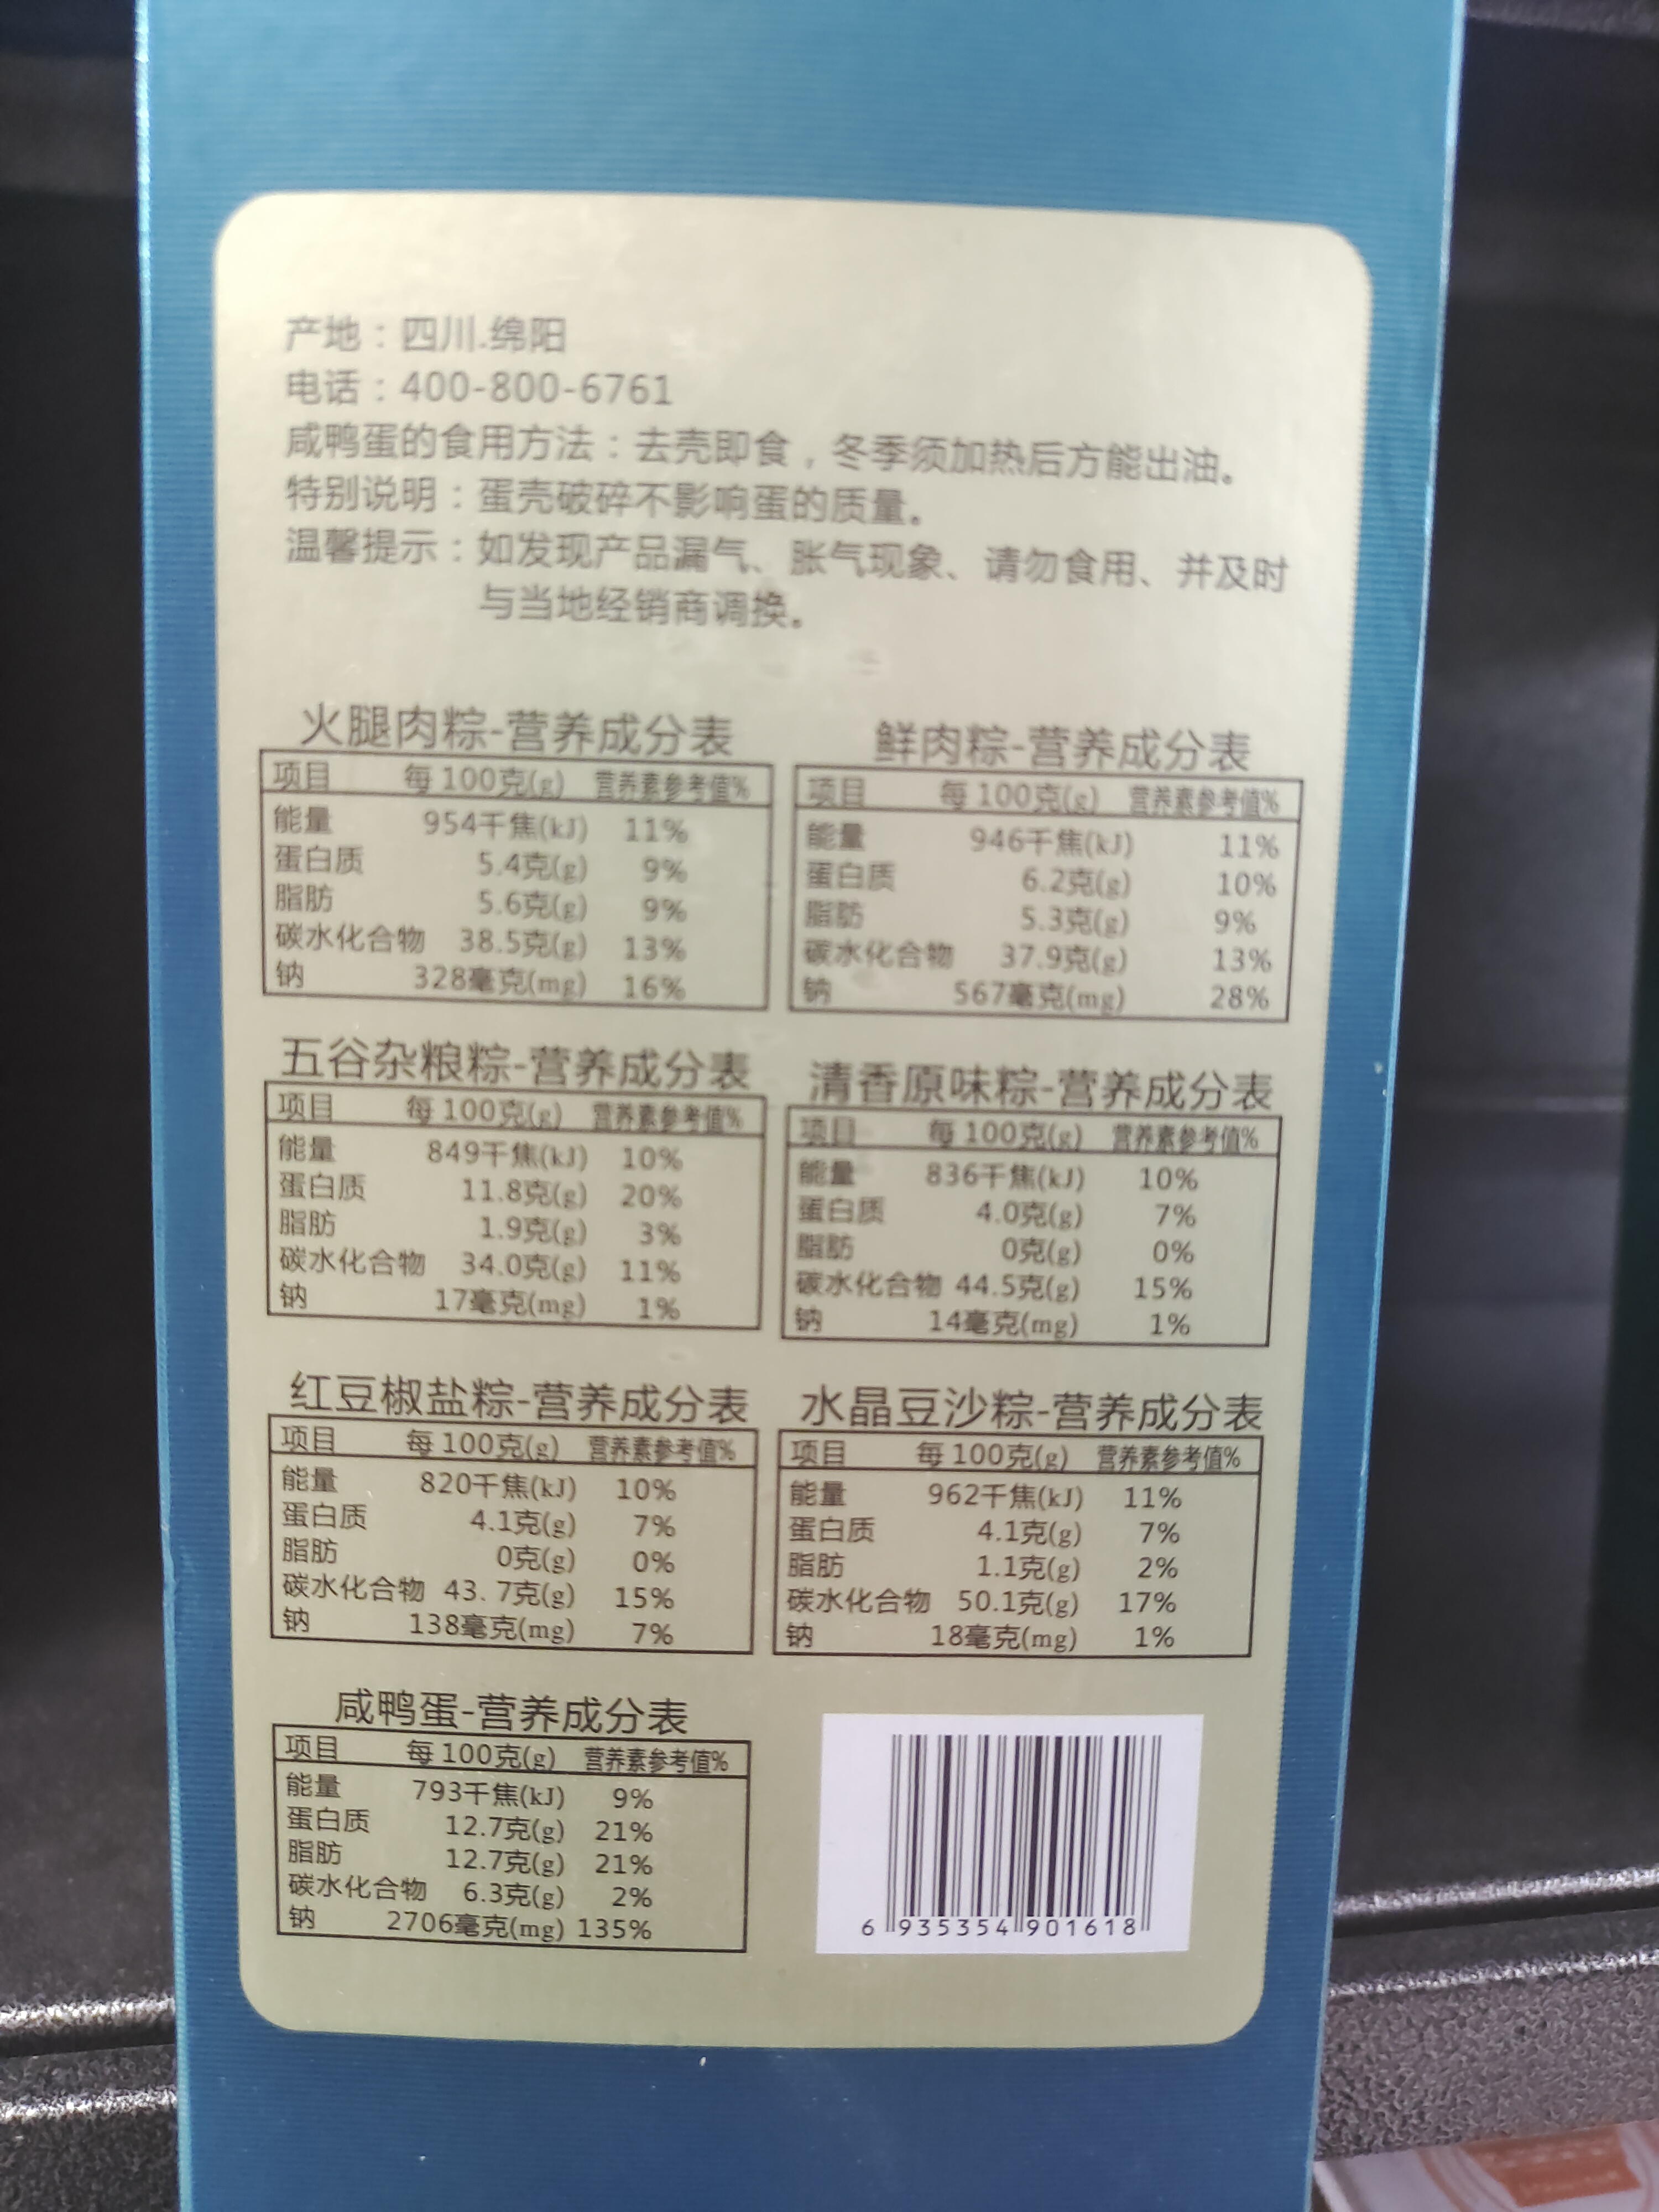 产地：四川.绵阳
电话：400-800-6761
咸鸭蛋的食用方法：去壳即食，冬季须加热后方能出油。
特别说明：蛋壳破碎不影响蛋的质量。
温馨提示：如发现产品漏气、胀气现象、请勿食用、并及时
与当地经销商调换。
火腿肉粽-营养成分表
项目 每 100克(g) 营养素参考值%
能量 954千焦(kJ) 11%
蛋白质 5.4克(g) 9%
脂肪 5.6克(g) 9%
碳水化合物 38.5克(g) 13%
钠 328毫克(mg) 16%
鲜肉粽-营养成分表
项目 每 100克(g) 营养素参考值%
能量 946千焦(kJ) 11%
蛋白质 6.2克(g) 10%
脂肪 5.3克(g) 9%
碳水化合物 37.9克(g) 13%
钠 567毫克(mg) 28%
五谷杂粮粽-营养成分表
项目 每 100克(g) 营养素参考值%
能量 849千焦(kJ) 10%
蛋白质 11.8克(g) 20%
脂肪 1.9克(g) 3%
碳水化合物 34.0克(g) 11%
钠 17毫克(mg) 1%
清香原味粽-营养成分表
项目 每 100克(g) 营养素参考值%
能量 836千焦(kJ) 10%
蛋白质 4.0克(g) 7%
脂肪 0克(g) 0%
碳水化合物 44.5克(g) 15%
钠 14毫克(mg) 1%
红豆椒盐粽-营养成分表
项目 每 100克(g) 营养素参考值%
能量 820千焦(kJ) 10%
蛋白质 4.1克(g) 7%
脂肪 0克(g) 0%
碳水化合物 43. 7克(g) 15%
钠 138毫克(mg) 7%
水晶豆沙粽-营养成分表
项目 每 100克(g) 营养素参考值%
能量 962千焦(kJ) 11%
蛋白质 4.1克(g) 7%
脂肪 1.1克(g) 2%
碳水化合物 50.1克(g) 17%
钠 18毫克(mg) 1%
咸鸭蛋-营养成分表
项目 每 100克(g) 营养素参考值%
能量 793千焦(kJ) 9%
蛋白质 12.7克(g) 21%
脂肪 12.7克(g) 21%
碳水化合物 6.3克(g) 2%
钠 2706毫克(mg) 135%
6 935354 901618